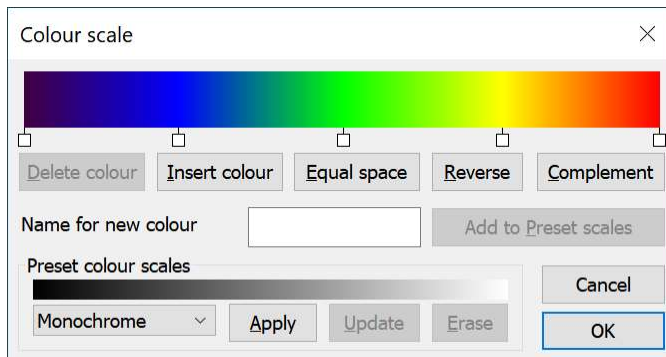 Colour scale
Delete colour Insert colour Equal space Reverse Complement
Name for new colour Add to Preset scales
Preset colour scales
Cancel
Monochrome Apply Update Erase
OK